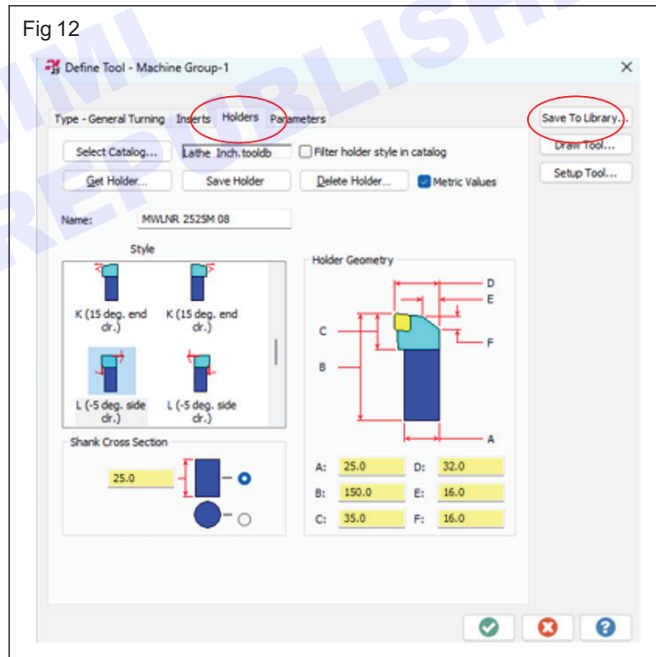 Fig 12
Define Tool - Machine Group-1
Type - General Turning Inserts Holders Parameters
Save To Library...
Select Catalog... Lathe_Inch.tooldb Filter holder style in catalog
Draw Tool...
Get Holder... Save Holder Delete Holder... Metric Values
Setup Tool...
Name: MWLNR 2525M 08
Style
Holder Geometry
K (15 deg. end dr.) K (15 deg. end dr.)
L (-5 deg. side dr.) L (-5 deg. side dr.)
D
E
C
F
B
A
Shank Cross Section
25.0
A: 25.0 D: 32.0
B: 150.0 E: 16.0
C: 35.0 F: 16.0